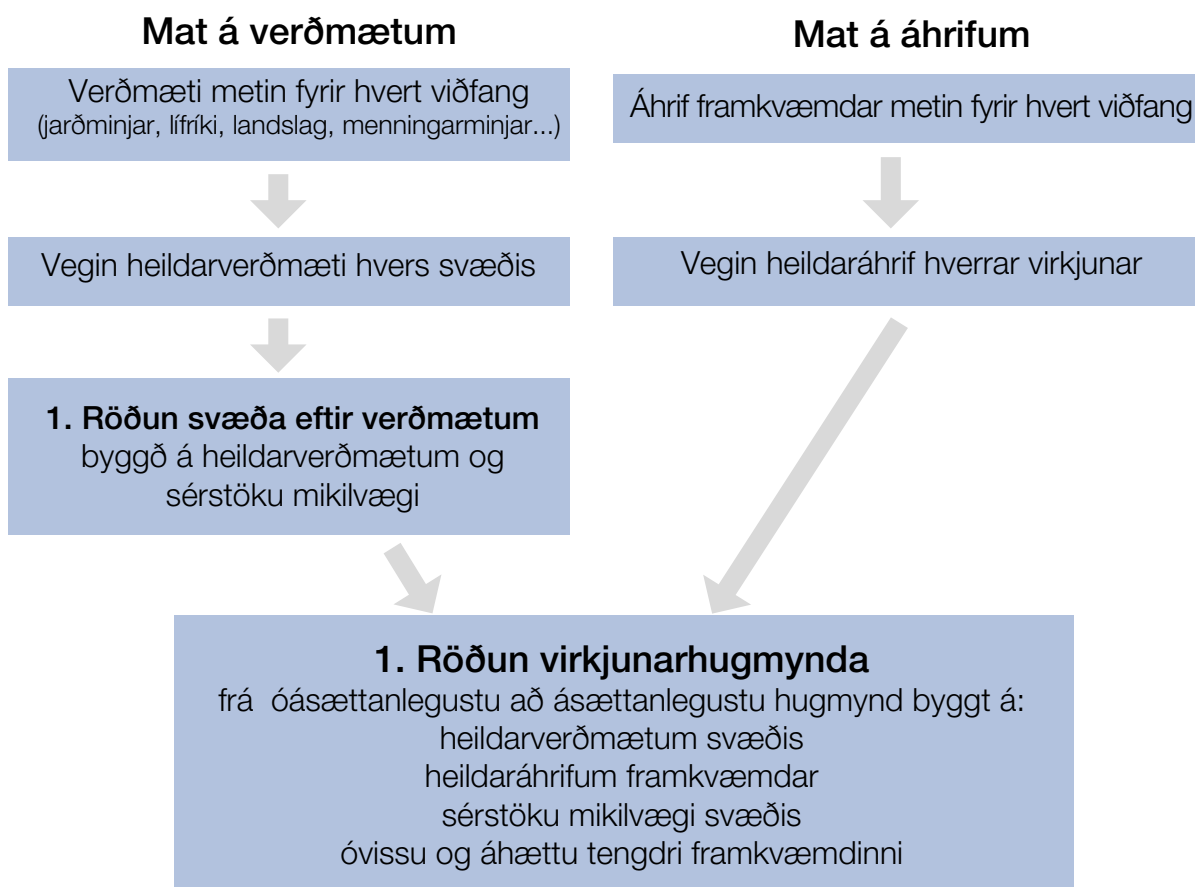 Mat á verðmætum
Verðmæti metin fyrir hvert viðfang
(jarðminjar, lífríki, landslag, menningarminjar...)
Vegin heildarverðmæti hvers svæðis
1. Röðun svæða eftir verðmætum
byggð á heildarverðmætum og
sérstöku mikilvægi
Mat á áhrifum
Áhrif framkvæmdar metin fyrir hvert viðfang
Vegin heildaráhrif hverrar virkjunar
1. Röðun virkjunarhugmynda
frá óásættanlegustu að ásættanlegustu hugmynd byggt á:
heildarverðmætum svæðis
heildaráhrifum framkvæmdar
sérstöku mikilvægi svæðis
óvissu og áhættu tengdri framkvæmdinni